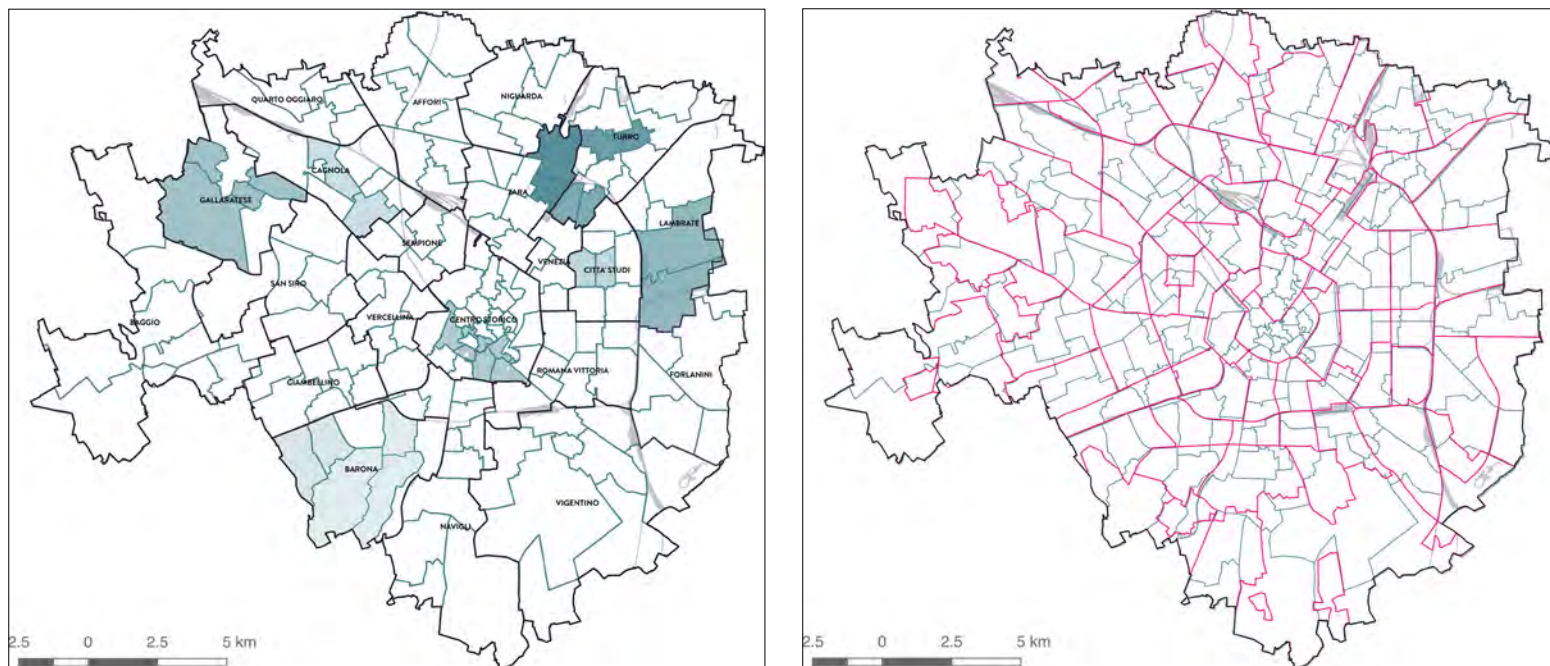 QUARTO OGGIARO
AFFORI
NIGUARDA
TURRO
CAGNOLA
ZARA
GALLARATESE
LAMBRATE
SEMPIONE
VENEZIA
CITTA' STUDI
SAN SIRO
BAGGIO
VERCELLINA
CENTRO STORICO
GIAMBELLINO
ROMANA VITTORIA
FORLANINI
BARONA
VIGENTINO
NAVIGLI
2.5 0 2.5 5 km
2.5 0 2.5 5 km